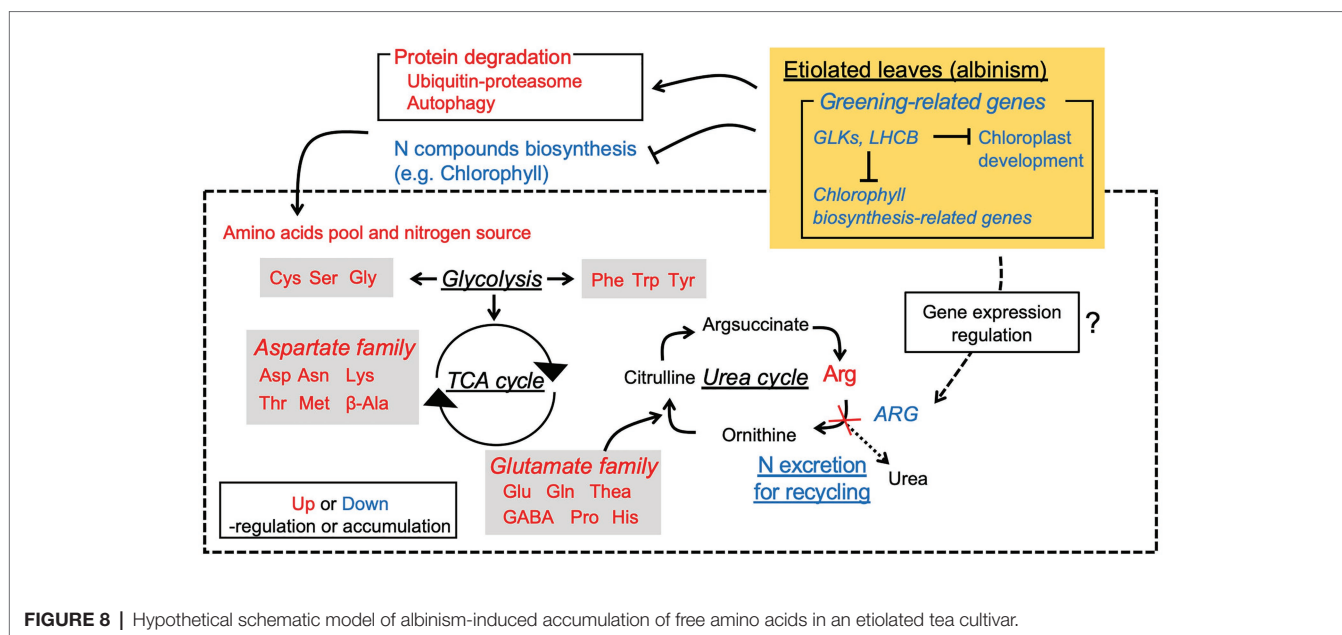 Protein degradation
Ubiquitin-proteasome
Autophagy
N compounds biosynthesis
(e.g. Chlorophyll)
Etiolated leaves (albinism)
Greening-related genes
GLKs, LHCB
Chloroplast
development
Chlorophyll
biosynthesis-related genes
Amino acids pool and nitrogen source
Cys Ser Gly
Glycolysis
Phe Trp Tyr
Gene expression
regulation
?
Aspartate family
Asp Asn Lys
Thr Met β-Ala
TCA cycle
Argsuccinate
Citrulline
Urea cycle
Arg
ARG
Ornithine
Urea
N excretion
for recycling
Glutamate family
Glu Gln Thea
GABA Pro His
Up or Down
-regulation or accumulation
FIGURE 8 | Hypothetical schematic model of albinism-induced accumulation of free amino acids in an etiolated tea cultivar.